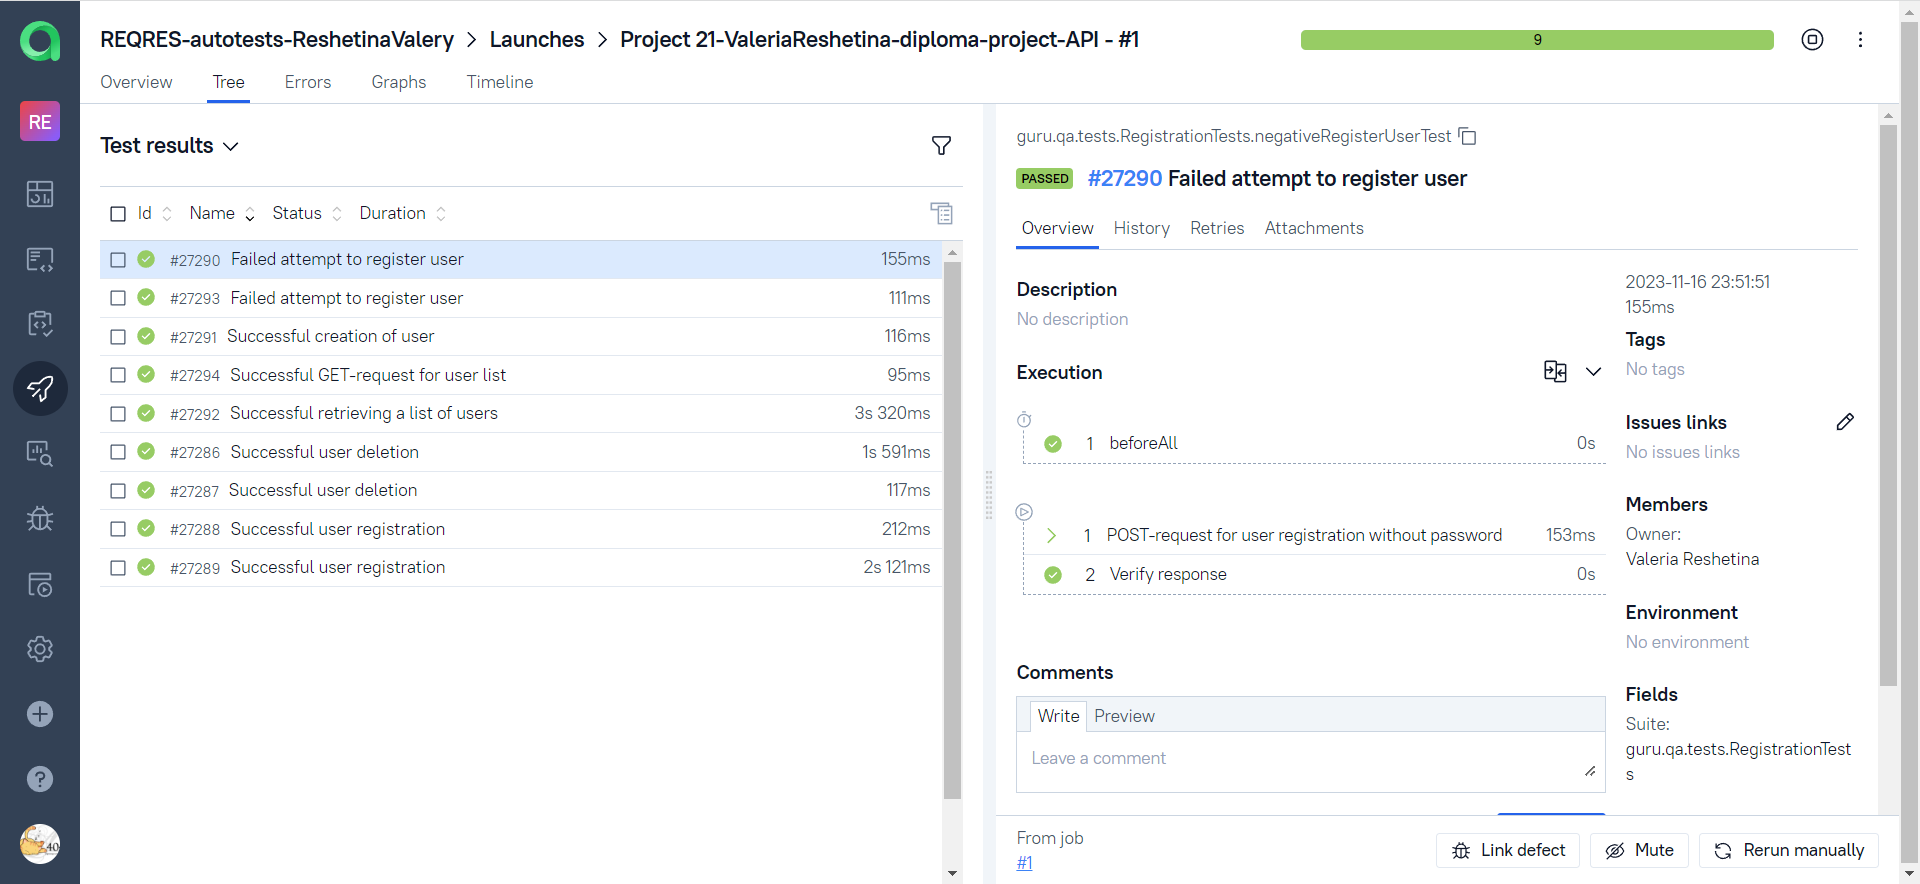 REQRES-autotests-ReshetinaValery > Launches > Project 21-ValeriaReshetina-diploma-project-API - #1
9
Overview Tree Errors Graphs Timeline
RE
31
Test results
Id Name Status Duration
#27290 Failed attempt to register user 155ms
#27293 Failed attempt to register user 111ms
#27291 Successful creation of user 116ms
#27294 Successful GET-request for user list 95ms
#27292 Successful retrieving a list of users 3s 320ms
#27286 Successful user deletion 1s 591ms
#27287 Successful user deletion 117ms
#27288 Successful user registration 212ms
#27289 Successful user registration 2s 121ms
40
guru.qa.tests.RegistrationTests.negativeRegisterUserTest
PASSED #27290 Failed attempt to register user
Overview History Retries Attachments
Description
No description
Execution
1 beforeAll 0s
1 POST-request for user registration without password 153ms
2 Verify response 0s
Comments
Write Preview
Leave a comment
2023-11-16 23:51:51
155ms
Tags
No tags
Issues links
No issues links
Members
Owner:
Valeria Reshetina
Environment
No environment
Fields
Suite:
guru.qa.tests.RegistrationTest
s
From job
#1
Link defect Mute Rerun manually